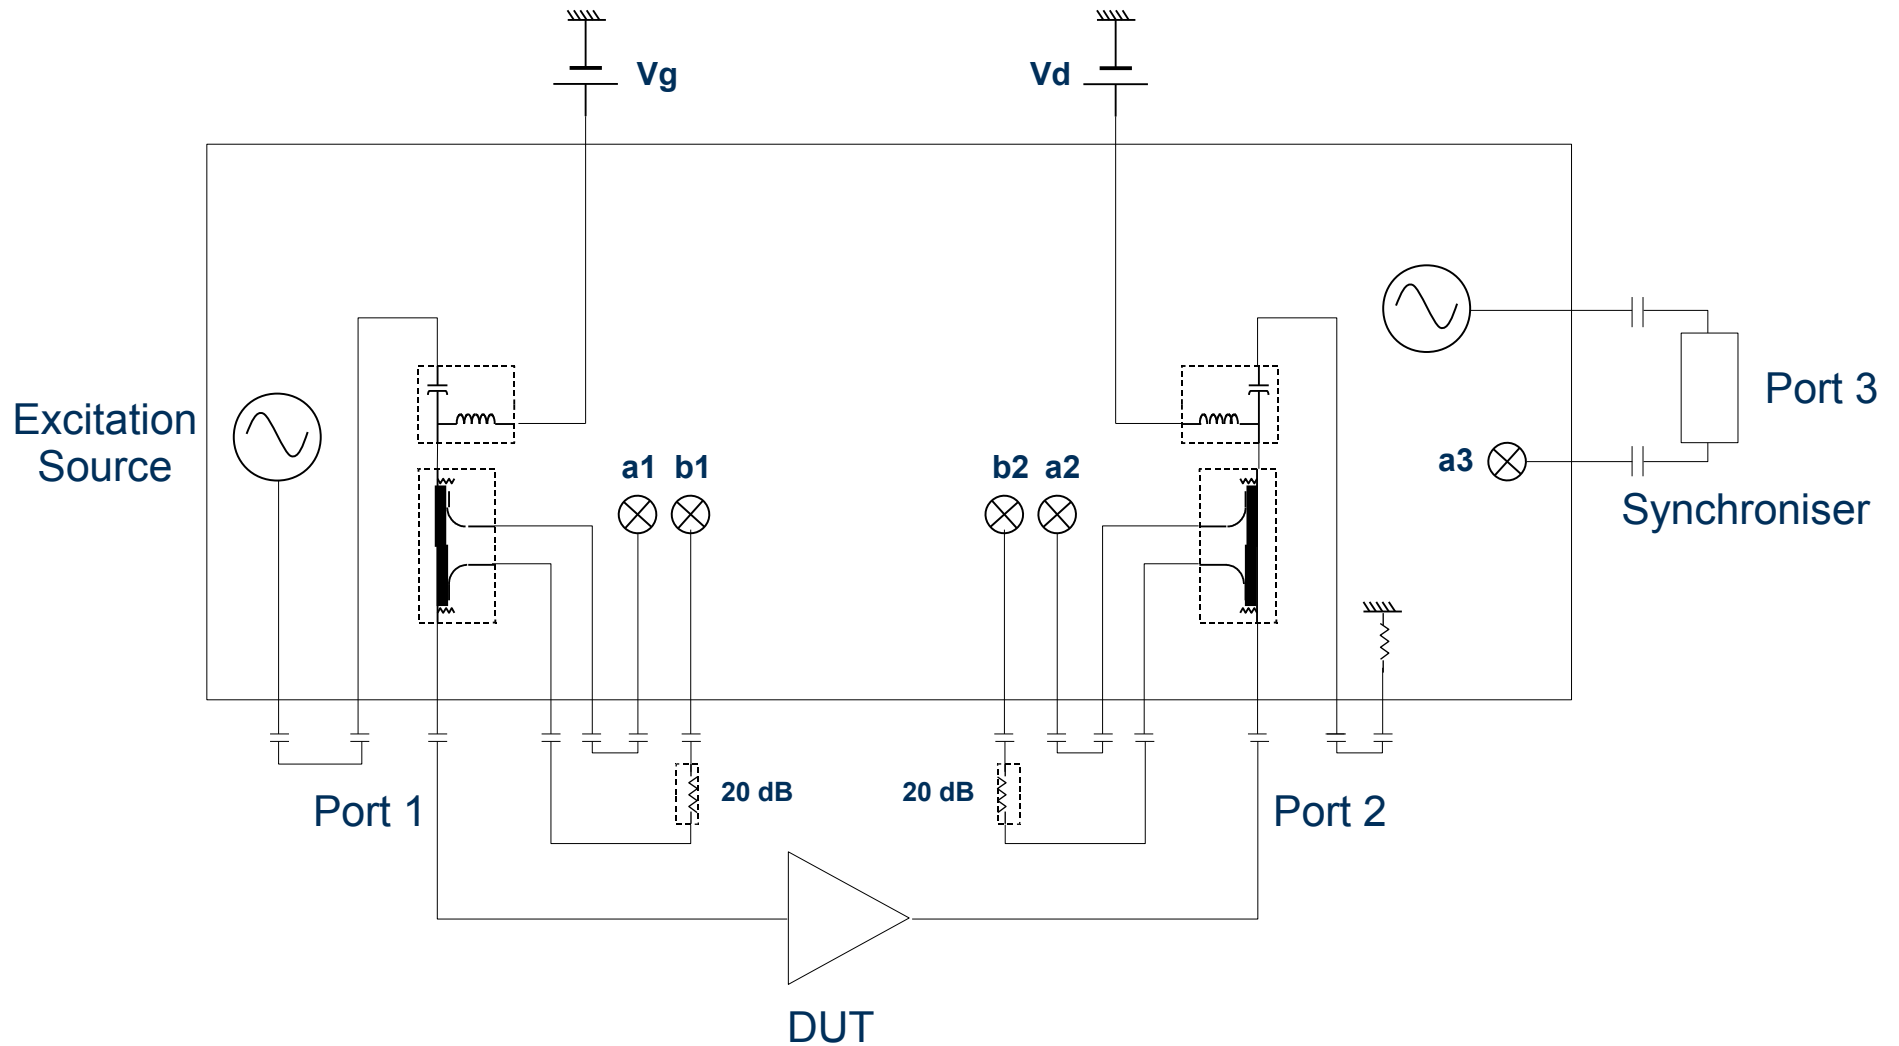 Vg
Vd
Excitation
Source
a1
b1
b2
a2
a3
Port 3
Synchroniser
Port 1
20 dB
20 dB
Port 2
DUT